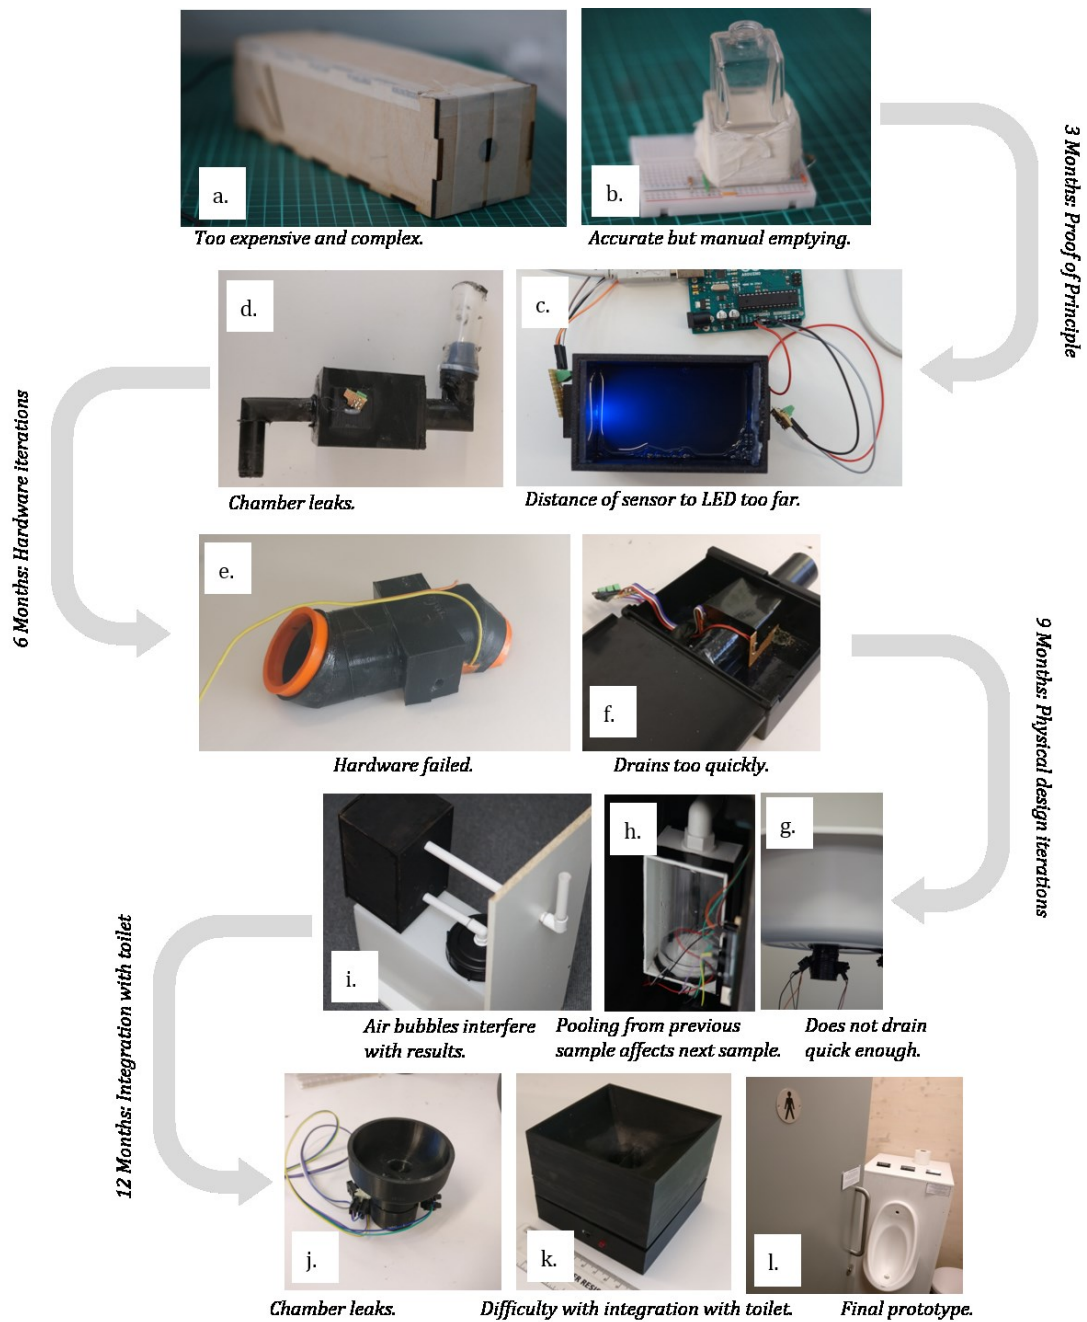 a.
b.
Too expensive and complex.
Accurate but manual emptying.
3 Months: Proof of Principle
d.
c.
Chamber leaks.
Distance of sensor to LED too far.
6 Months: Hardware iterations
e.
f.
Hardware failed.
Drains too quickly.
9 Months: Physical design iterations
i.
h.
g.
Air bubbles interfere
with results.
Pooling from previous
sample affects next sample.
Does not drain
quick enough.
12 Months: Integration with toilet
j.
k.
l.
Chamber leaks.
Difficulty with integration with toilet.
Final prototype.